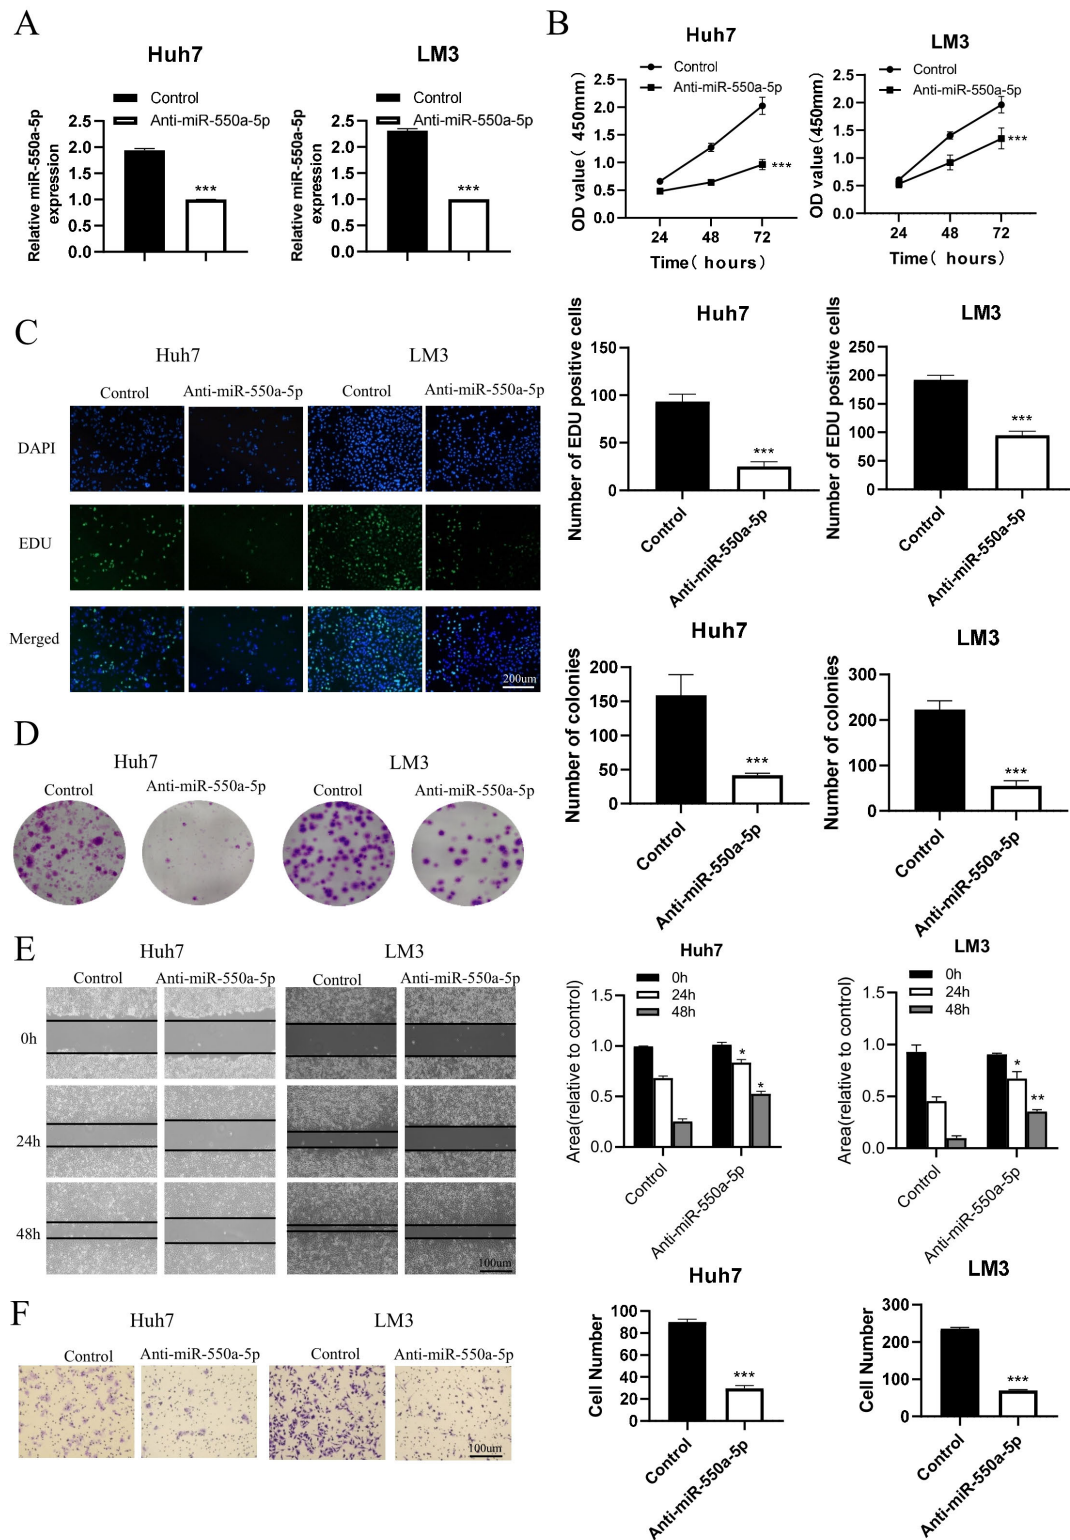 A
Huh7
Control
Anti-miR-550a-5p
Relative miR-550a-5p
expression
2.5
2.0
1.5
1.0
0.5
0.0
***
LM3
Control
Anti-miR-550a-5p
Relative miR-550a-5p
expression
2.5
2.0
1.5
1.0
0.5
0.0
***
B
Huh7
Control
Anti-miR-550a-5p
OD value( 450mm)
2.5
2.0
1.5
1.0
0.5
0.0
***
24 48 72
Time( hours)
LM3
Control
Anti-miR-550a-5p
OD value( 450mm)
2.5
2.0
1.5
1.0
0.5
0.0
***
24 48 72
Time( hours)
C
Huh7 LM3
Control Anti-miR-550a-5p Control Anti-miR-550a-5p
DAPI
EDU
Merged
200um
Huh7
Number of EDU positive cells
150
100
50
0
***
Control
Anti-miR-550a-5p
LM3
Number of EDU positive cells
250
200
150
100
50
0
***
Control
Anti-miR-550a-5p
D
Huh7 LM3
Control Anti-miR-550a-5p Control Anti-miR-550a-5p
Huh7
Number of colonies
200
150
100
50
0
***
Control
Anti-miR-550a-5p
LM3
Number of colonies
300
200
100
0
***
Control
Anti-miR-550a-5p
E
Huh7 LM3
Control Anti-miR-550a-5p Control Anti-miR-550a-5p
0h
24h
48h
100um
Huh7
0h
24h
48h
Area(relative to control)
1.5
1.0
0.5
0.0
*
*
Control
Anti-miR-550a-5p
LM3
0h
24h
48h
Area(relative to control)
1.5
1.0
0.5
0.0
*
**
Control
Anti-miR-550a-5p
F
Huh7 LM3
Control Anti-miR-550a-5p Control Anti-miR-550a-5p
100um
Huh7
Cell Number
100
80
60
40
20
0
***
Control
Anti-miR-550a-5p
LM3
Cell Number
300
200
100
0
***
Control
Anti-miR-550a-5p